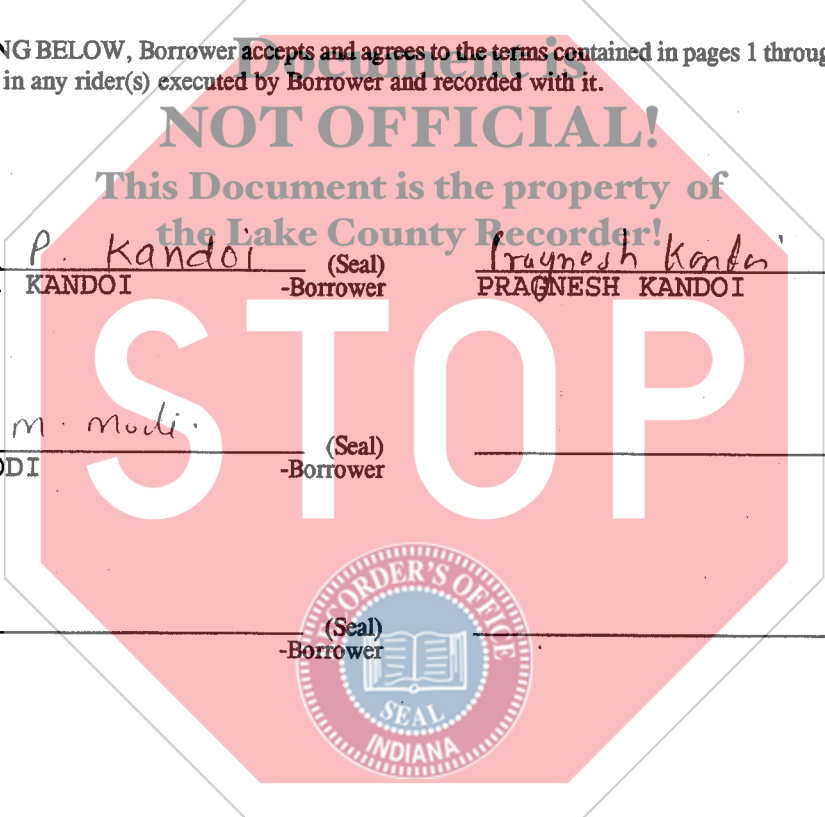 NG BELOW, Borrower accepts and agrees to the terms contained in pages 1 throug
in any rider(s) executed by Borrower and recorded with it.
Document is
NOT OFFICIAL!
This Document is the property of
the Lake County Recorder!
P. Kandoi (Seal) Pragnesh Kandoi
KANDOI -Borrower PRAGNESH KANDOI
STOP
M. Modi. (Seal)
ODI -Borrower
(Seal)
-Borrower
RECORDER'S OFFICE
SEAL
INDIANA